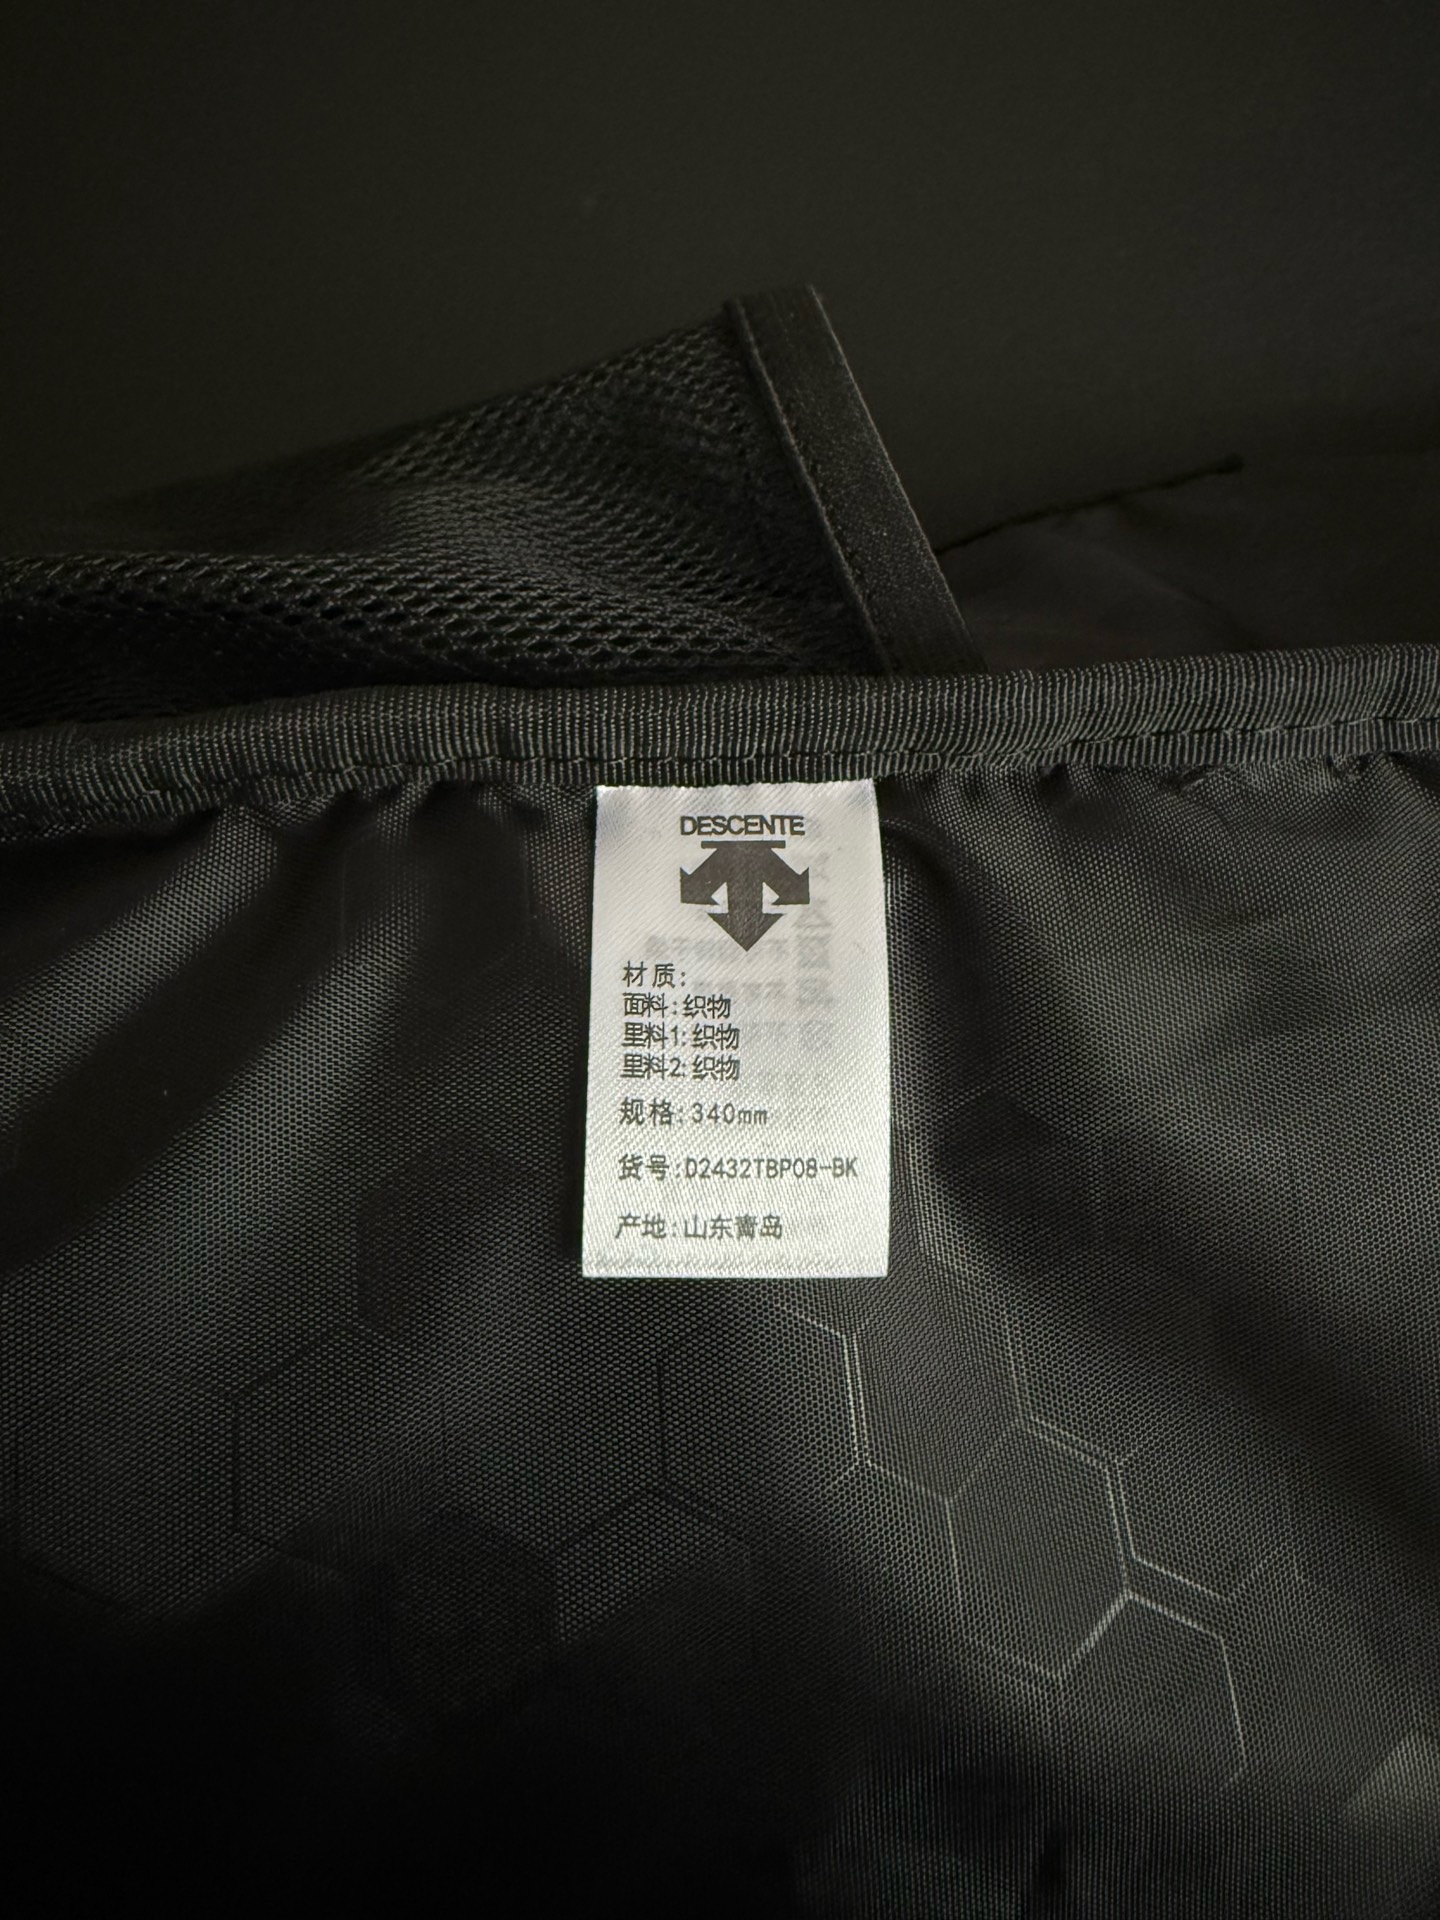 DESCENTE
材质:
面料:织物
里料1:织物
里料2:织物
规格:340mm
货号:D2432TBP08-BK
产地:山东青岛